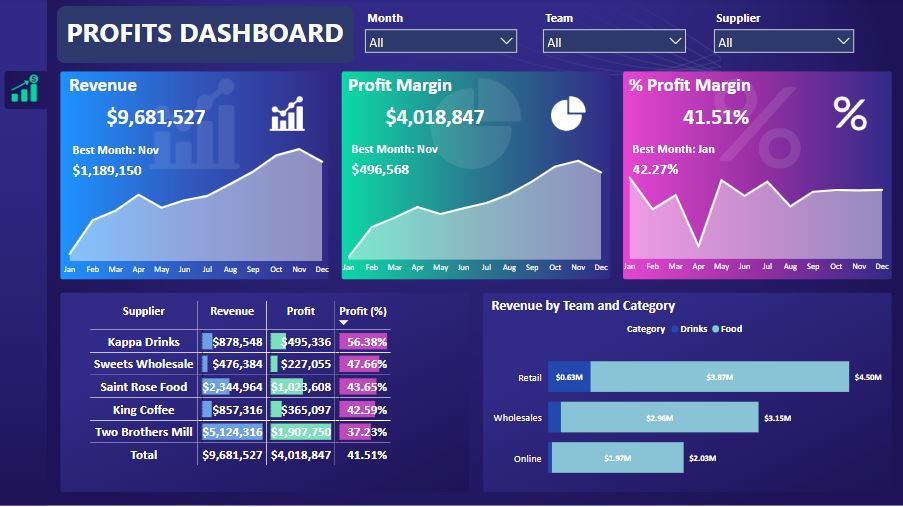 PROFITS DASHBOARD
Month
All
Team
All
Supplier
All
Revenue
$9,681,527
Best Month: Nov
$1,189,150
Jan Feb Mar Apr May Jun Jul Aug Sep Oct Nov Dec
Profit Margin
$4,018,847
Best Month: Nov
$496,568
Jan Feb Mar Apr May Jun Jul Aug Sep Oct Nov Dec
% Profit Margin
41.51%
%
Best Month: Jan
42.27%
Jan Feb Mar Apr May Jun Jul Aug Sep Oct Nov Dec
Supplier Revenue Profit Profit (%)
Kappa Drinks $878,548 $495,336 56.38%
Sweets Wholesale $476,384 $227,055 47.66%
Saint Rose Food $2,344,964 $1,023,608 43.65%
King Coffee $857,316 $365,097 42.59%
Two Brothers Mill $5,124,316 $1,907,750 37.23%
Total $9,681,527 $4,018,847 41.51%
Revenue by Team and Category
Category Drinks Food
Retail $0.63M $3.87M $4.50M
Wholesales $2.96M $3.15M
Online $1.97M $2.03M